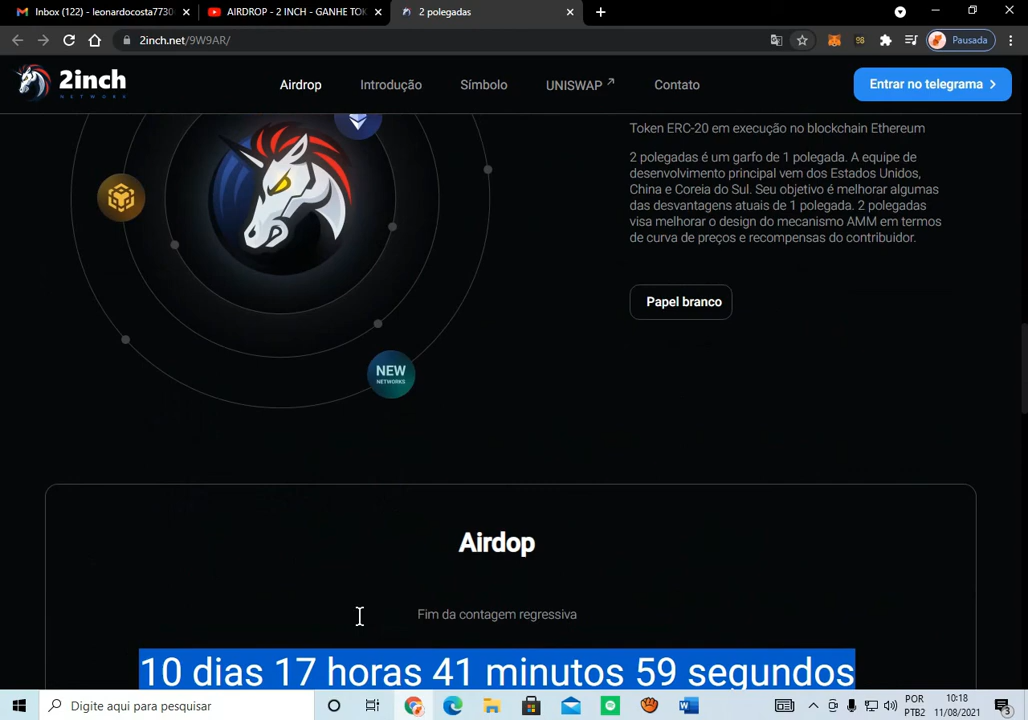 Inbox (122) - leonardocosta7730
AIRDROP - 2 INCH - GANHE TOK
2 polegadas
2inch.net/9W9AR/
98
Pausada
2inch
NETWORK
Airdrop
Introdução
Símbolo
UNISWAP
Contato
Entrar no telegrama
Token ERC-20 em execução no blockchain Ethereum
2 polegadas é um garfo de 1 polegada. A equipe de
desenvolvimento principal vem dos Estados Unidos,
China e Coreia do Sul. Seu objetivo é melhorar algumas
das desvantagens atuais de 1 polegada. 2 polegadas
visa melhorar o design do mecanismo AMM em termos
de curva de preços e recompensas do contribuidor.
Papel branco
NEW
NETWORKS
Airdop
Fim da contagem regressiva
10 dias 17 horas 41 minutos 59 segundos
Digite aqui para pesquisar
POR
PTB2
10:18
11/08/2021
3